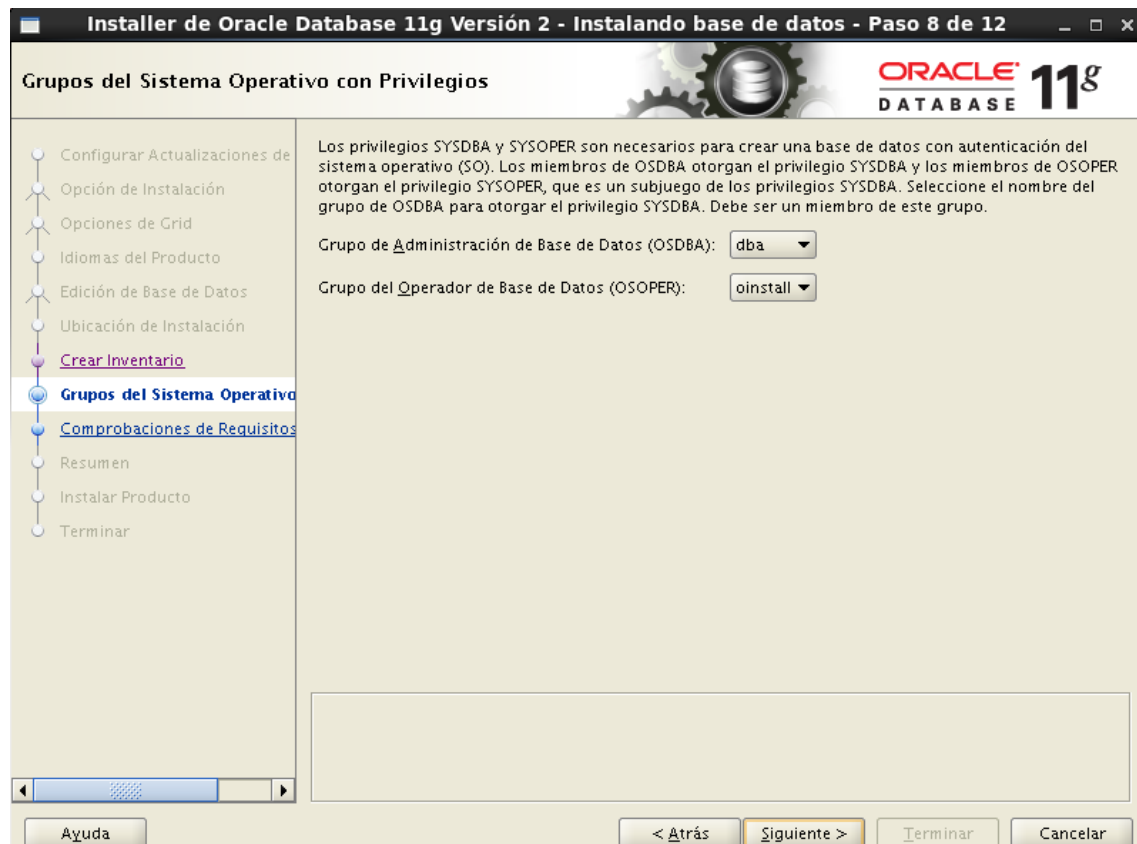 Installer de Oracle Database 11g Versión 2 - Instalando base de datos - Paso 8 de 12
Grupos del Sistema Operativo con Privilegios
ORACLE
DATABASE
11g
Configurar Actualizaciones de
Opción de Instalación
Opciones de Grid
Idiomas del Producto
Edición de Base de Datos
Ubicación de Instalación
Crear Inventario
Grupos del Sistema Operativo
Comprobaciones de Requisitos
Resumen
Instalar Producto
Terminar
Los privilegios SYSDBA y SYSOPER son necesarios para crear una base de datos con autenticación del
sistema operativo (SO). Los miembros de OSDBA otorgan el privilegio SYSDBA y los miembros de OSOPER
otorgan el privilegio SYSOPER, que es un subjuego de los privilegios SYSDBA. Seleccione el nombre del
grupo de OSDBA para otorgar el privilegio SYSDBA. Debe ser un miembro de este grupo.
Grupo de Administración de Base de Datos (OSDBA): dba
Grupo del Operador de Base de Datos (OSOPER): oinstall
Ayuda
< Atrás
Siguiente >
Terminar
Cancelar